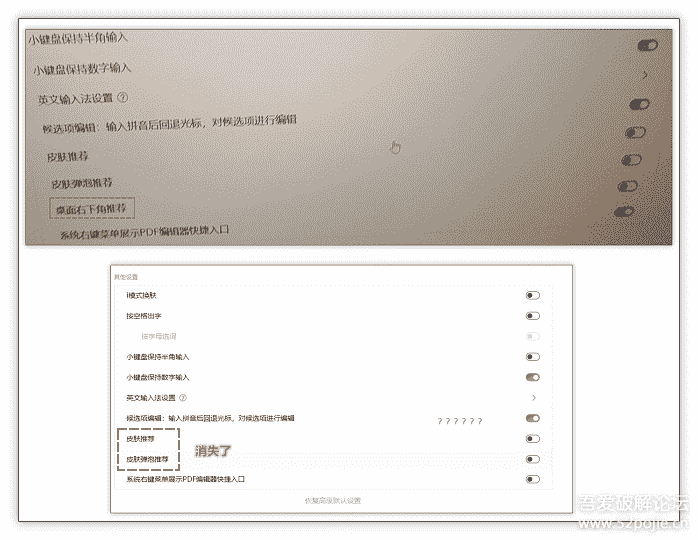 小键盘保持半角输入
小键盘保持数字输入
英文输入法设置 ?
候选项编辑：输入拼音后回退光标，对候选项进行编辑
皮肤推荐
皮肤弹泡推荐
桌面右下角推荐
系统右键菜单展示PDF编辑器快捷入口
其他设置
i模式换肤
按空格出字
按字母选词
小键盘保持半角输入
小键盘保持数字输入
英文输入法设置 ?
候选项编辑：输入拼音后回退光标，对候选项进行编辑
??????
皮肤推荐
消失了
皮肤弹泡推荐
系统右键菜单展示PDF编辑器快捷入口
恢复高级默认设置
吾爱破解论坛
www.52pojie.cn